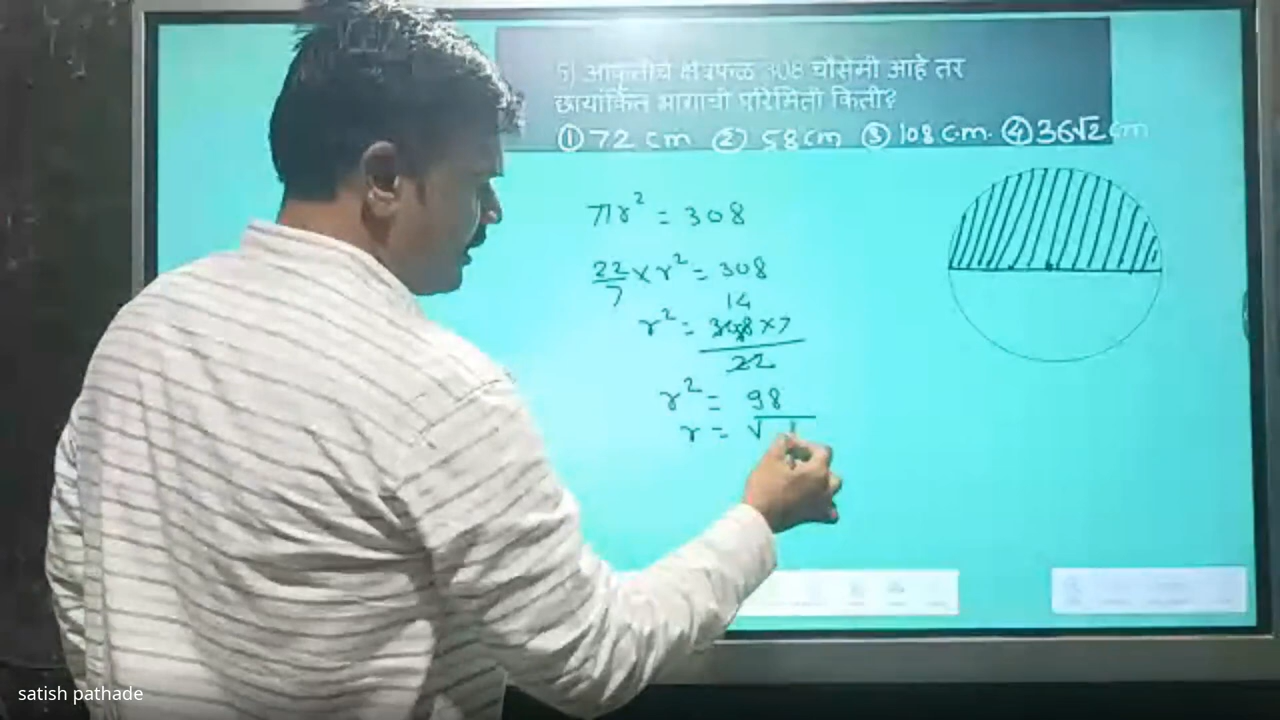 5) आकृतीचे क्षेत्रफळ 308 चौसेमी आहे तर
छायांकित भागाची परिमिती किती?
① 72 cm ② 58 cm ③ 108 cm. ④ 36√2 cm
πr² = 308
22/7 × r² = 308
14
r² = 308×7
22
r² = 98
r = √
satish pathade